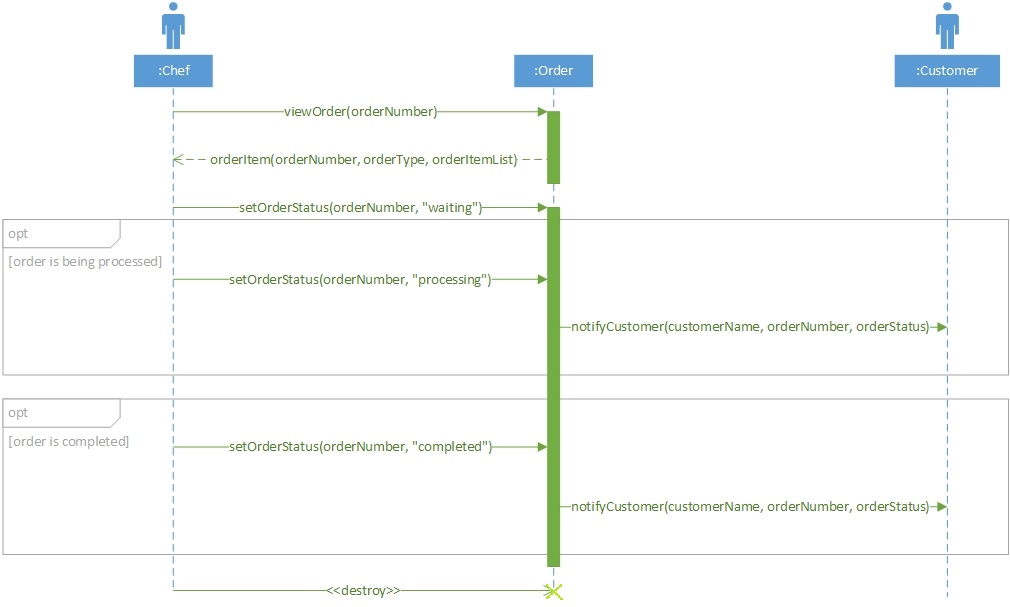 :Chef
:Order
:Customer
viewOrder(orderNumber)
orderItem(orderNumber, orderType, orderItemList)
setOrderStatus(orderNumber, "waiting")
opt
[order is being processed]
setOrderStatus(orderNumber, "processing")
notifyCustomer(customerName, orderNumber, orderStatus)
opt
[order is completed]
setOrderStatus(orderNumber, "completed")
notifyCustomer(customerName, orderNumber, orderStatus)
<<destroy>>